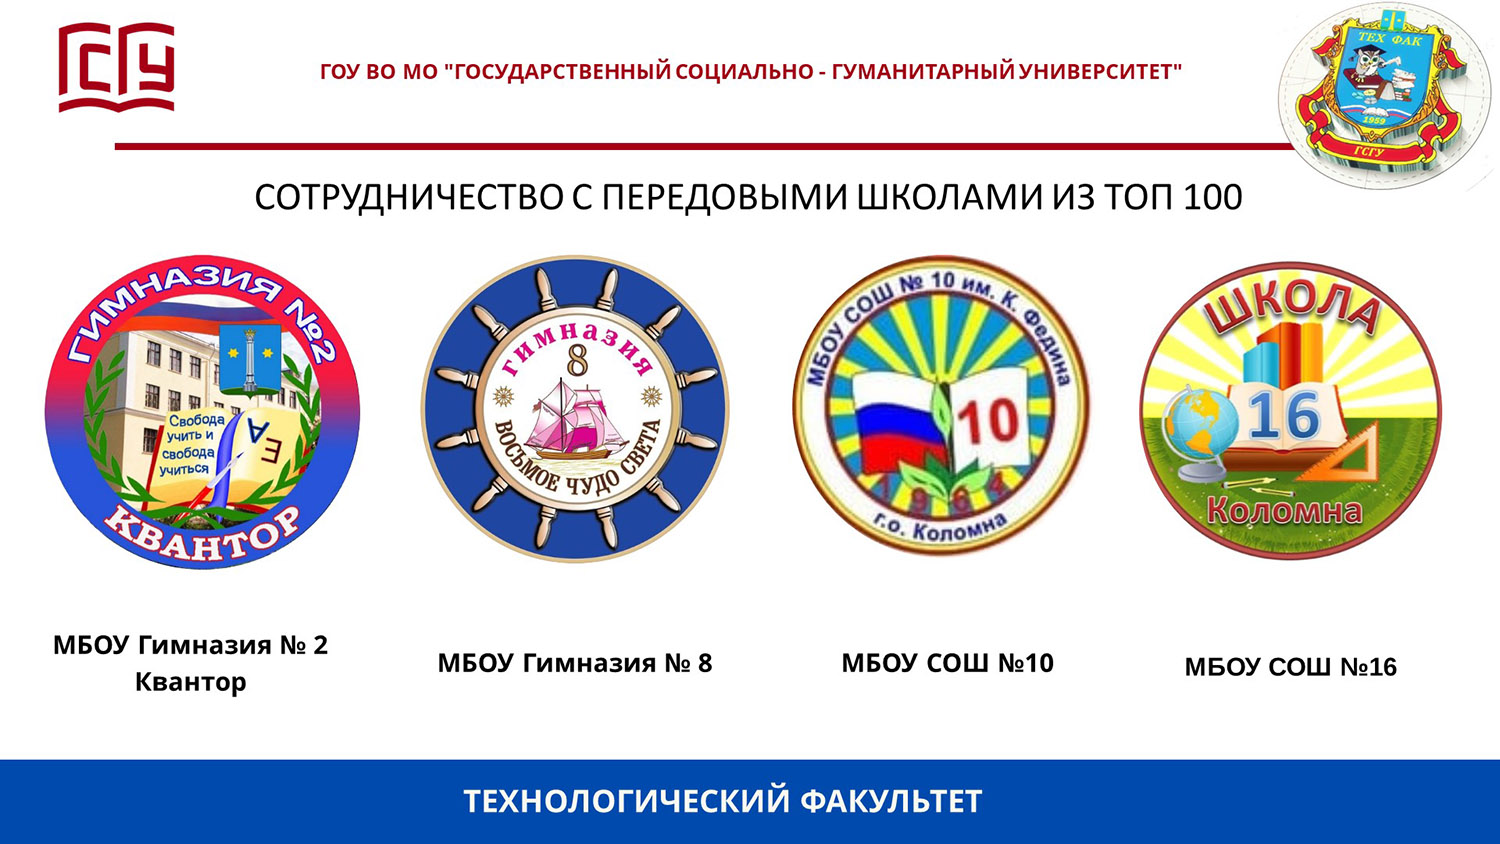 ГСГУ
ГОУ ВО МО "ГОСУДАРСТВЕННЫЙ СОЦИАЛЬНО - ГУМАНИТАРНЫЙ УНИВЕРСИТЕТ"
ТЕХ ФАК
1959
ГСГУ
СОТРУДНИЧЕСТВО С ПЕРЕДОВЫМИ ШКОЛАМИ ИЗ ТОП 100
ГИМНАЗИЯ №2
Свобода
учить и
свобода
учиться
А
Е
КВАНТОР
гимназия
8
ВОСЬМОЕ ЧУДО СВЕТА
МБОУ СОШ № 10 им. К. Федина
10
1964
г.о. Коломна
ШКОЛА
16
Коломна
МБОУ Гимназия № 2
Квантор
МБОУ Гимназия № 8
МБОУ СОШ №10
МБОУ СОШ №16
ТЕХНОЛОГИЧЕСКИЙ ФАКУЛЬТЕТ